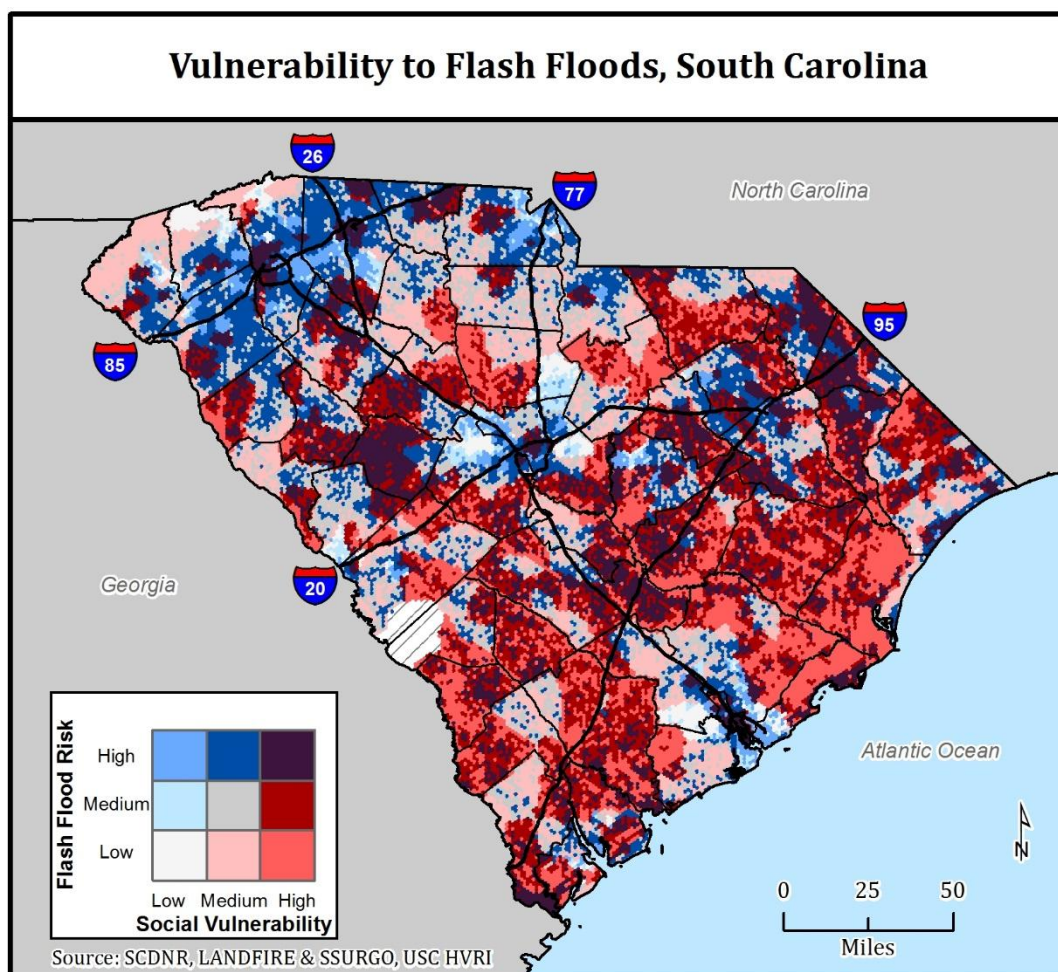 Vulnerability to Flash Floods, South Carolina
26
77
North Carolina
95
85
20
Georgia
Atlantic Ocean
Flash Flood Risk
High
Medium
Low
Low Medium High
Social Vulnerability
N
0 25 50
Miles
Source: SCDNR, LANDFIRE & SSURGO, USC HVRI